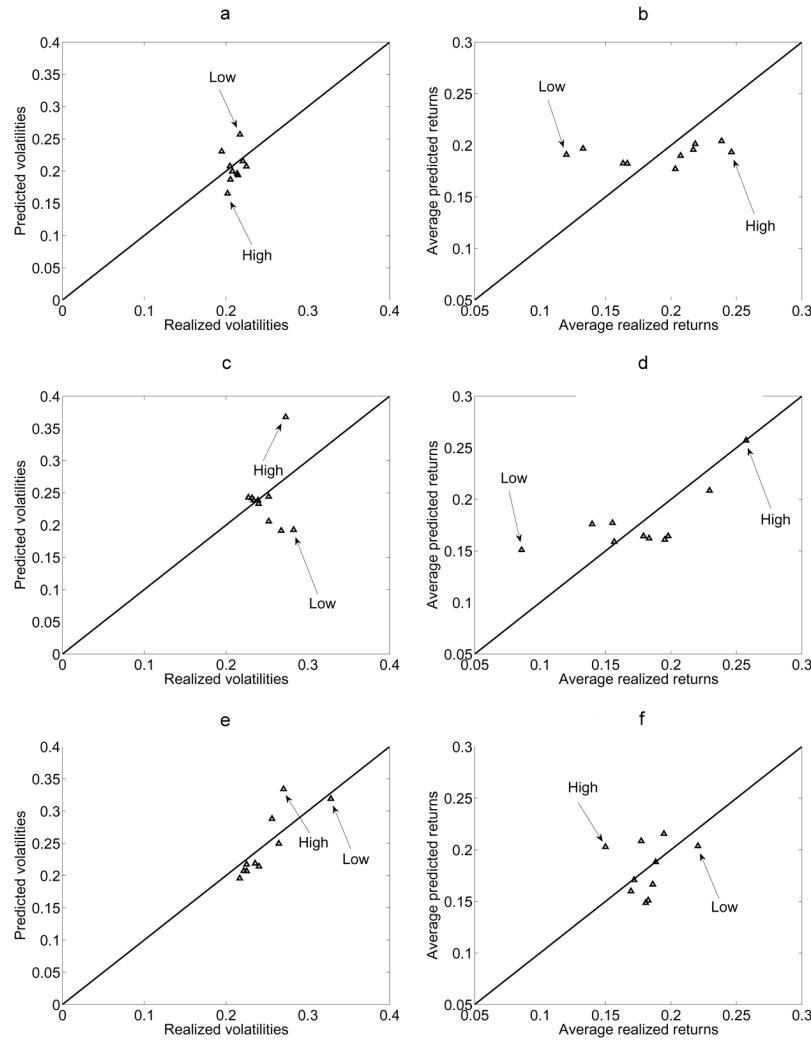 a
0.4
0.35
0.3
0.25
0.2
0.15
0.1
0.05
0
Predicted volatilities
Low
High
0
0.1
0.2
0.3
0.4
Realized volatilities
b
0.3
0.25
0.2
0.15
0.1
0.05
Average predicted returns
Low
High
0.05
0.1
0.15
0.2
0.25
0.3
Average realized returns
c
0.4
0.35
0.3
0.25
0.2
0.15
0.1
0.05
0
Predicted volatilities
High
Low
0
0.1
0.2
0.3
0.4
Realized volatilities
d
0.3
0.25
0.2
0.15
0.1
0.05
Average predicted returns
Low
High
0.05
0.1
0.15
0.2
0.25
0.3
Average realized returns
e
0.4
0.35
0.3
0.25
0.2
0.15
0.1
0.05
0
Predicted volatilities
High
Low
0
0.1
0.2
0.3
0.4
Realized volatilities
f
0.3
0.25
0.2
0.15
0.1
0.05
Average predicted returns
High
Low
0.05
0.1
0.15
0.2
0.25
0.3
Average realized returns